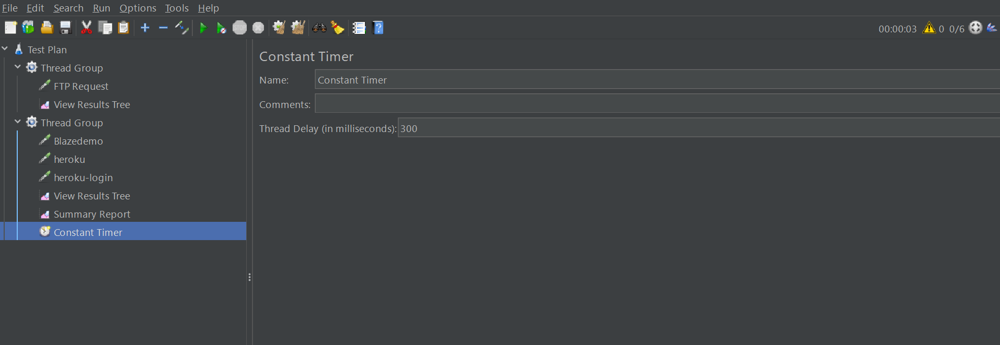 File Edit Search Run Options Tools Help
STOP 00:00:03 0 0/6
Test Plan
Thread Group
FTP Request
View Results Tree
Thread Group
Blazedemo
heroku
heroku-login
View Results Tree
Summary Report
Constant Timer
Constant Timer
Name: Constant Timer
Comments:
Thread Delay (in milliseconds): 300